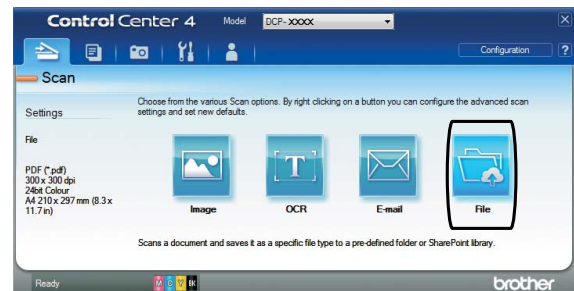 Control Center 4 Model DCP-XXXX
Configuration ?
Scan
Choose from the various Scan options. By right clicking on a button you can configure the advanced scan
settings and set new defaults.
Settings
File
PDF (*.pdf)
300 x 300 dpi
24bit Colour
A4 210 x 297 mm (8.3 x
11.7 in)
[T]
Image OCR E-mail File
Scans a document and saves it as a specific file type to a pre-defined folder or SharePoint library.
Ready M C Y BK brother